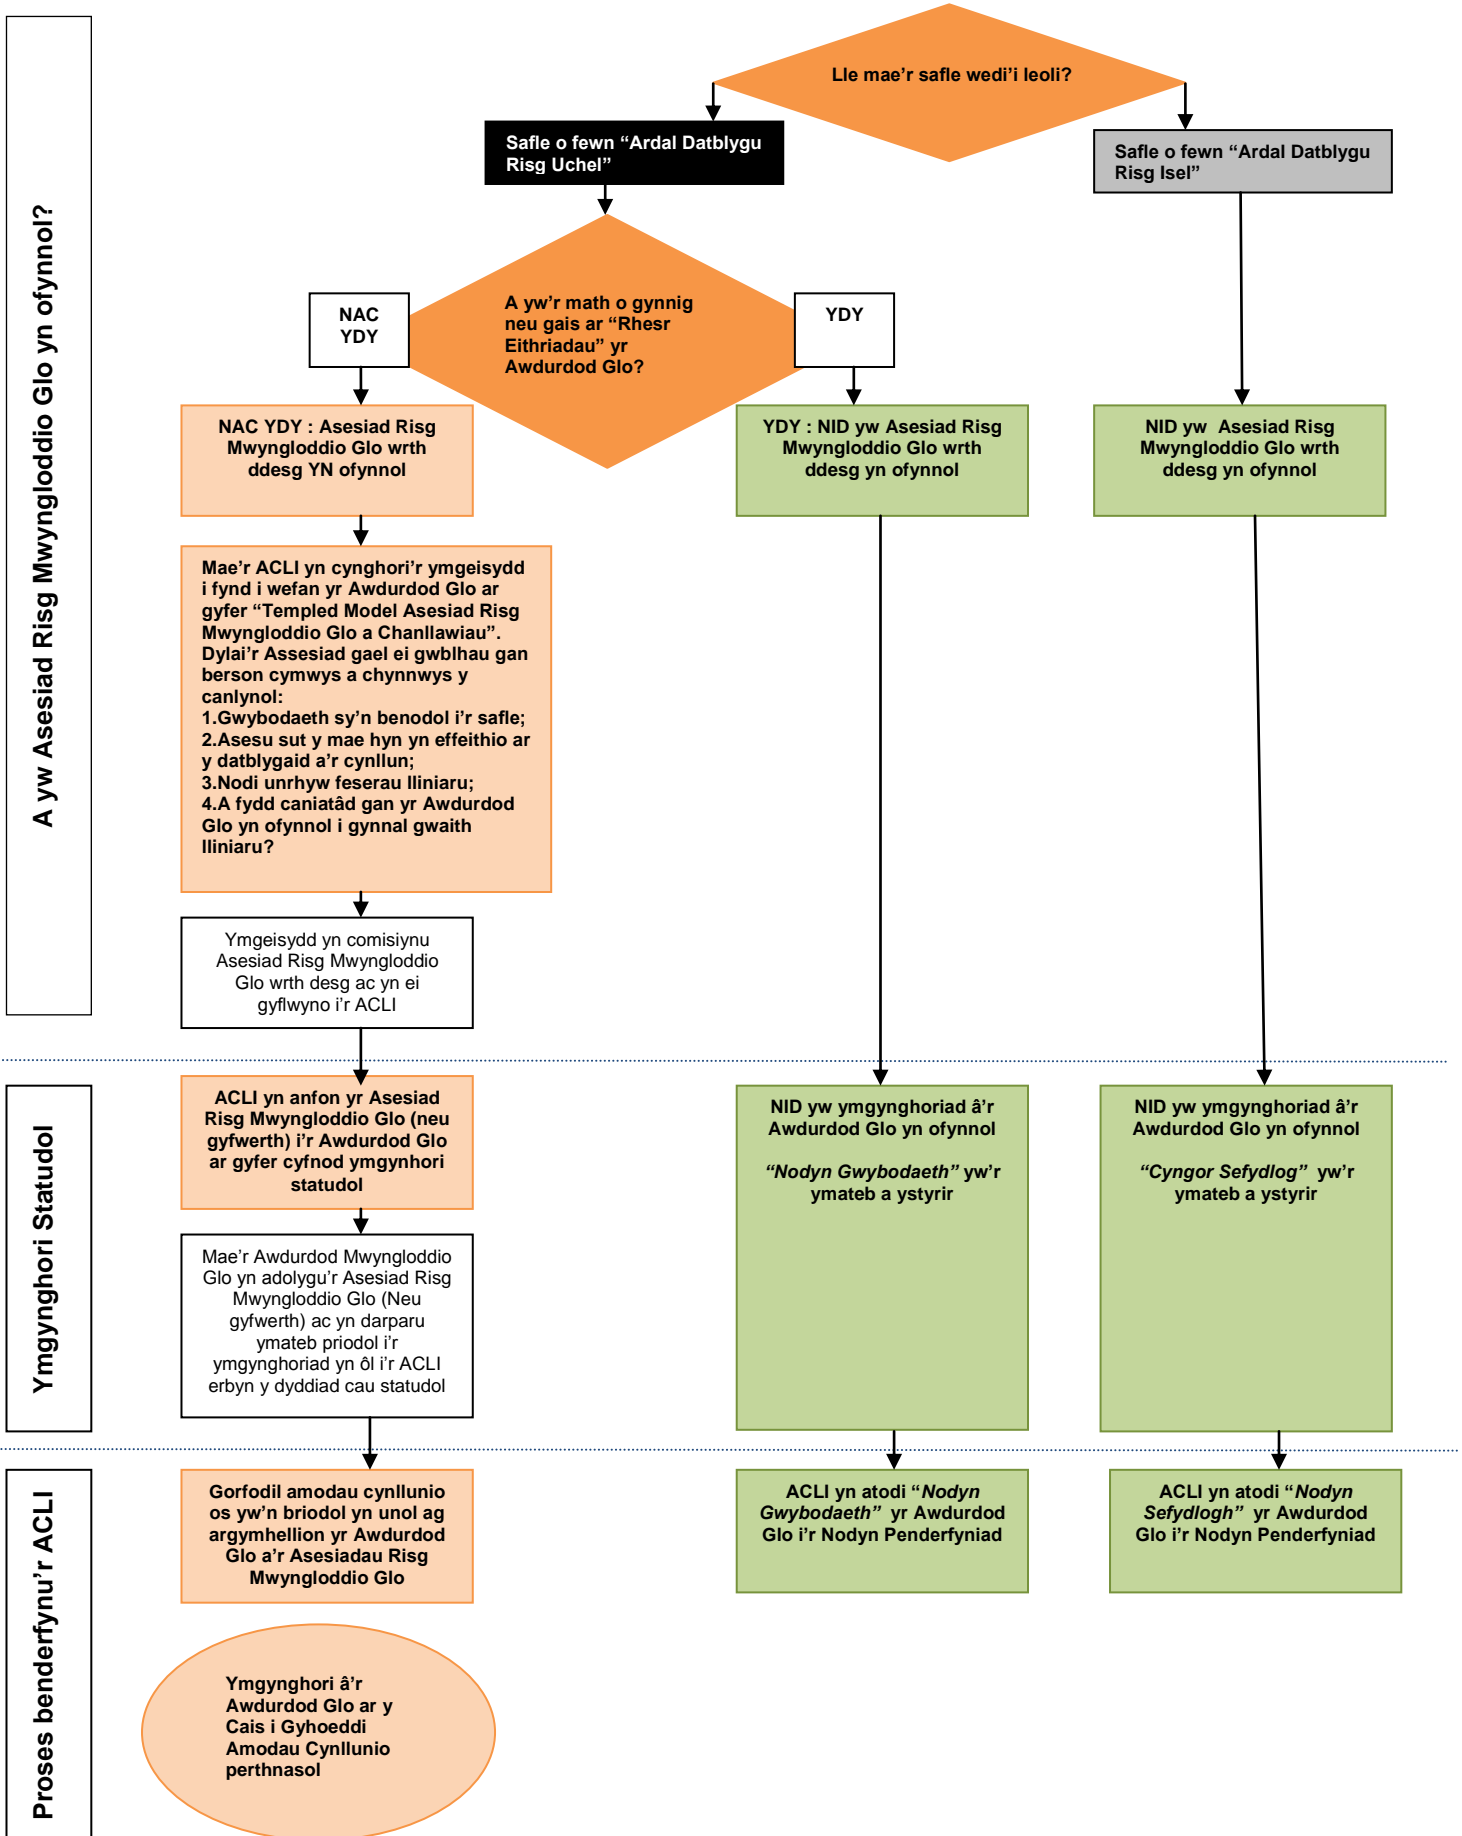 A yw Asesiad Risg Mwyngloddio Glo yn ofynnol?
Lle mae'r safle wedi'i leoli?
Safle o fewn “Ardal Datblygu
Risg Uchel”
Safle o fewn “Ardal Datblygu
Risg Isel”
A yw'r math o gynnig
neu gais ar “Rhesr
Eithriadau” yr
Awdurdod Glo?
NAC
YDY
YDY
NAC YDY : Asesiad Risg
Mwyngloddio Glo wrth
ddesg YN ofynnol
YDY : NID yw Asesiad Risg
Mwyngloddio Glo wrth
ddesg yn ofynnol
NID yw  Asesiad Risg
Mwyngloddio Glo wrth
ddesg yn ofynnol
Mae'r ACLI yn cynghori'r ymgeisydd
i fynd i wefan yr Awdurdod Glo ar
gyfer “Templed Model Asesiad Risg
Mwyngloddio Glo a Chanllawiau”.
Dylai'r Assesiad gael ei gwblhau gan
berson cymwys a chynnwys y
canlynol:
1.Gwybodaeth sy'n benodol i'r safle;
2.Asesu sut y mae hyn yn effeithio ar
y datblygaid a'r cynllun;
3.Nodi unrhyw feserau lliniaru;
4.A fydd caniatâd gan yr Awdurdod
Glo yn ofynnol i gynnal gwaith
lliniaru?
Ymgeisydd yn comisiynu
Asesiad Risg Mwyngloddio
Glo wrth desg ac yn ei
gyflwyno i'r ACLI
Ymgynghori Statudol
ACLI yn anfon yr Asesiad
Risg Mwyngloddio Glo (neu
gyfwerth) i'r Awdurdod Glo
ar gyfer cyfnod ymgynhori
statudol
NID yw ymgynghoriad â'r
Awdurdod Glo yn ofynnol
“Nodyn Gwybodaeth” yw'r
ymateb a ystyrir
NID yw ymgynghoriad â'r
Awdurdod Glo yn ofynnol
“Cyngor Sefydlog”  yw'r
ymateb a ystyrir
Mae'r Awdurdod Mwyngloddio
Glo yn adolygu'r Asesiad Risg
Mwyngloddio Glo (Neu
gyfwerth) ac yn darparu
ymateb priodol i'r
ymgynghoriad yn ôl i'r ACLI
erbyn y dyddiad cau statudol
Proses benderfynu'r ACLI
Gorfodil amodau cynllunio
os yw'n briodol yn unol ag
argymhellion yr Awdurdod
Glo a'r Asesiadau Risg
Mwyngloddio Glo
ACLI yn atodi “Nodyn
Gwybodaeth”  yr Awdurdod
Glo i'r Nodyn Penderfyniad
ACLI yn atodi “Nodyn
Sefydlogh”  yr Awdurdod
Glo i'r Nodyn Penderfyniad
Ymgynghori â'r
Awdurdod Glo ar y
Cais i Gyhoeddi
Amodau Cynllunio
perthnasol